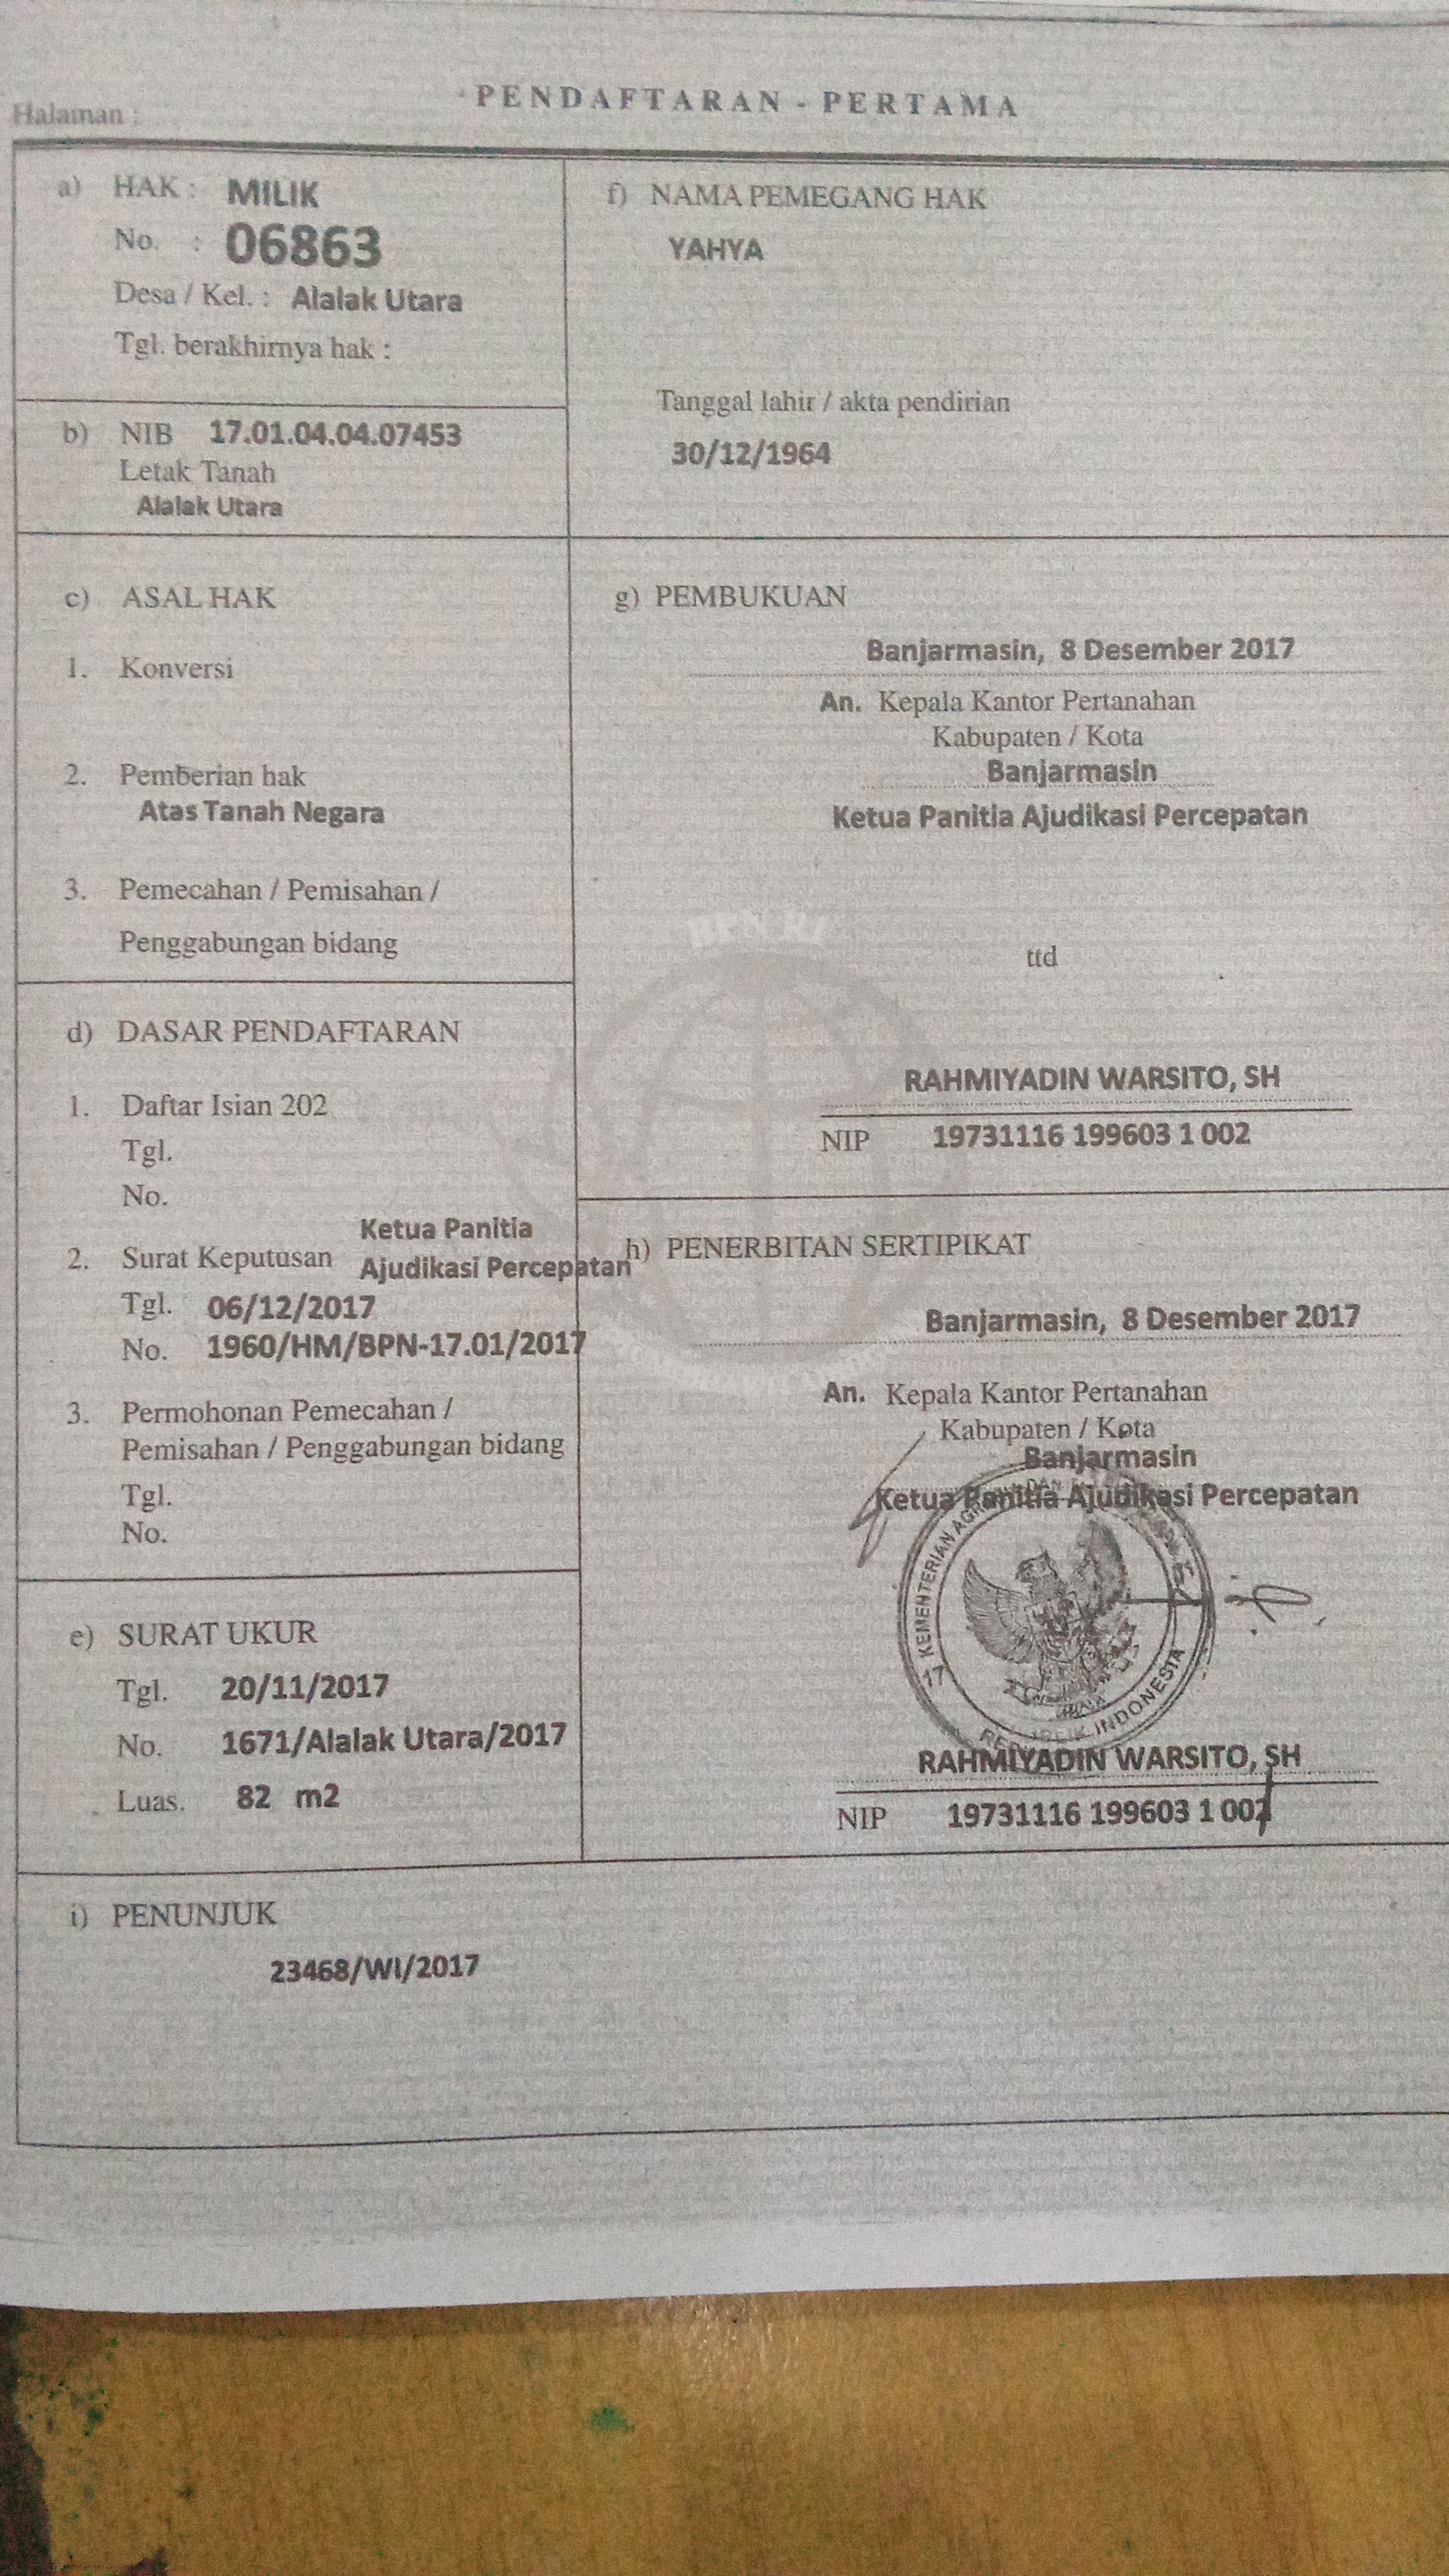 PENDAFTARAN - PERTAMA
Halaman :
a) HAK : MILIK
No. : 06863
Desa / Kel. : Alalak Utara
Tgl. berakhirnya hak :
b) NIB 17.01.04.04.07453
Letak Tanah
Alalak Utara
c) ASAL HAK
1. Konversi
2. Pemberian hak
Atas Tanah Negara
3. Pemecahan / Pemisahan /
Penggabungan bidang
d) DASAR PENDAFTARAN
1. Daftar Isian 202
Tgl.
No.
2. Surat Keputusan Ketua Panitia
Ajudikasi Percepatan
Tgl. 06/12/2017
No. 1960/HM/BPN-17.01/2017
3. Permohonan Pemecahan /
Pemisahan / Penggabungan bidang
Tgl.
No.
e) SURAT UKUR
Tgl. 20/11/2017
No. 1671/Alalak Utara/2017
Luas. 82 m2
f) NAMA PEMEGANG HAK
YAHYA
Tanggal lahir / akta pendirian
30/12/1964
g) PEMBUKUAN
Banjarmasin, 8 Desember 2017
An. Kepala Kantor Pertanahan
Kabupaten / Kota
Banjarmasin
Ketua Panitia Ajudikasi Percepatan
ttd
RAHMIYADIN WARSITO, SH
NIP 19731116 199603 1 002
h) PENERBITAN SERTIPIKAT
Banjarmasin, 8 Desember 2017
An. Kepala Kantor Pertanahan
Kabupaten / Kota
Banjarmasin
Ketua Panitia Ajudikasi Percepatan
KEMENTERIAN
REPUBLIK INDONESIA
RAHMIYADIN WARSITO, SH
NIP 19731116 199603 1 002
i) PENUNJUK
23468/WI/2017